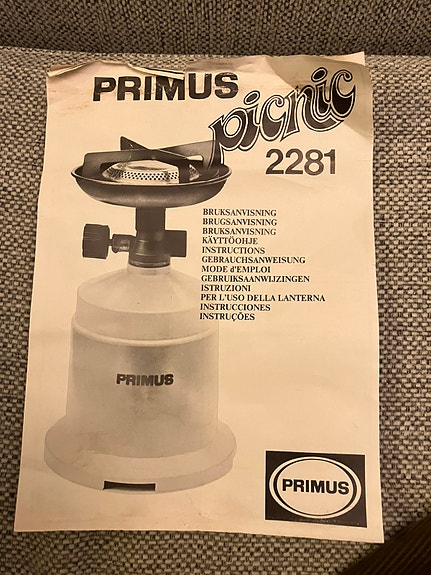 PRIMUS
picnic
2281
BRUKSANVISNING
BRUGSANVISNING
BRUKSANVISNING
KÄYTTÖOHJE
INSTRUCTIONS
GEBRAUCHSANWEISUNG
MODE d'EMPLOI
GEBRUIKSAANWIJZINGEN
ISTRUZIONI
PER L'USO DELLA LANTERNA
INSTRUCCIONES
INSTRUÇÕES
PRIMUS
PRIMUS